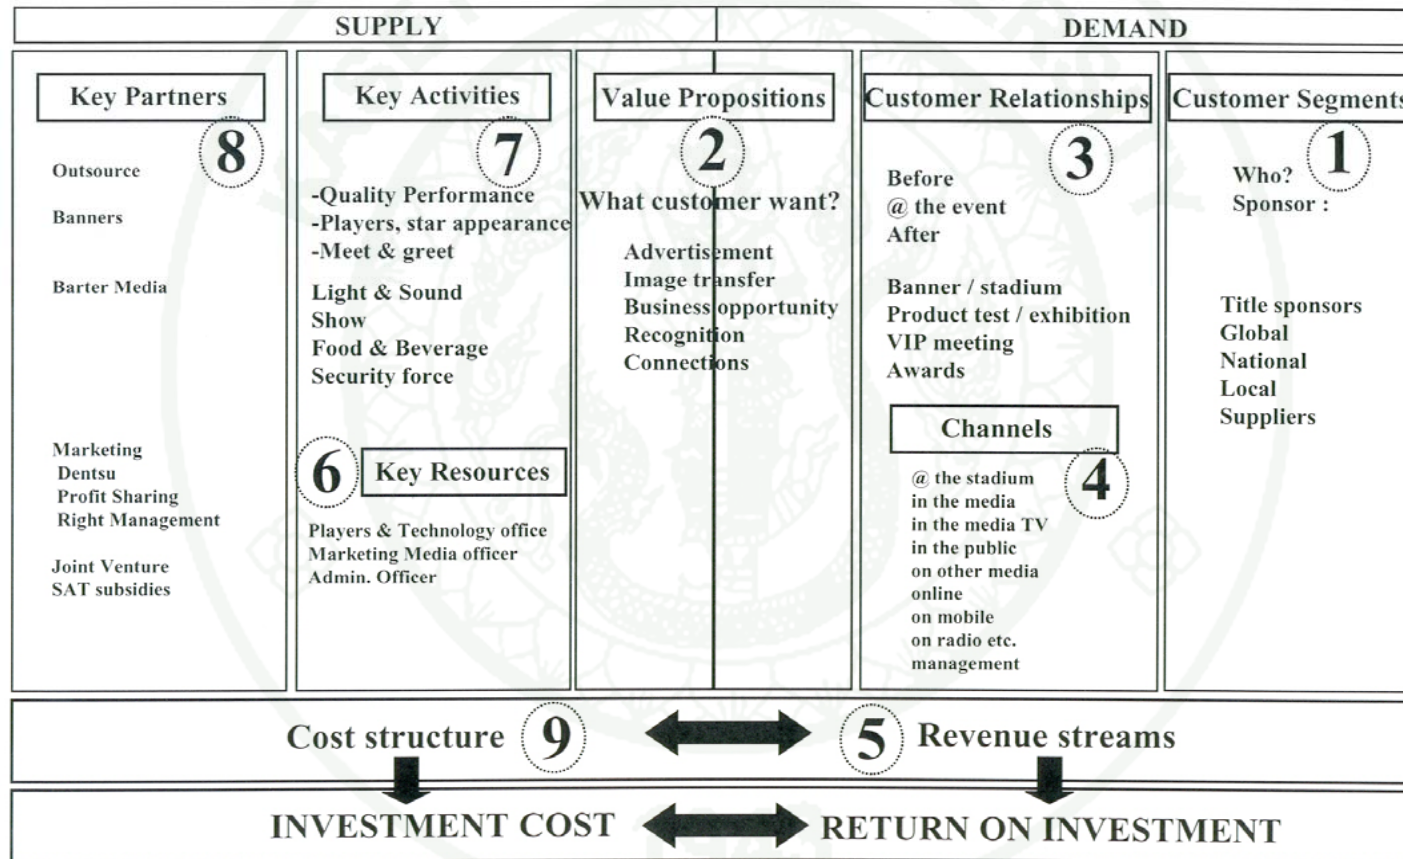 SUPPLY
DEMAND
Key Partners
8
Outsource
Banners
Barter Media
Marketing
Dentsu
Profit Sharing
Right Management
Joint Venture
SAT subsidies
Key Activities
7
-Quality Performance
-Players, star appearance
-Meet & greet
Light & Sound
Show
Food & Beverage
Security force
6
Key Resources
Players & Technology office
Marketing Media officer
Admin. Officer
Value Propositions
2
What customer want?
Advertisement
Image transfer
Business opportunity
Recognition
Connections
Customer Relationships
3
Before
@ the event
After
Banner / stadium
Product test / exhibition
VIP meeting
Awards
Channels
4
@ the stadium
in the media
in the media TV
in the public
on other media
online
on mobile
on radio etc.
management
Customer Segments
1
Who?
Sponsor :
Title sponsors
Global
National
Local
Suppliers
Cost structure 9
5 Revenue streams
INVESTMENT COST
RETURN ON INVESTMENT